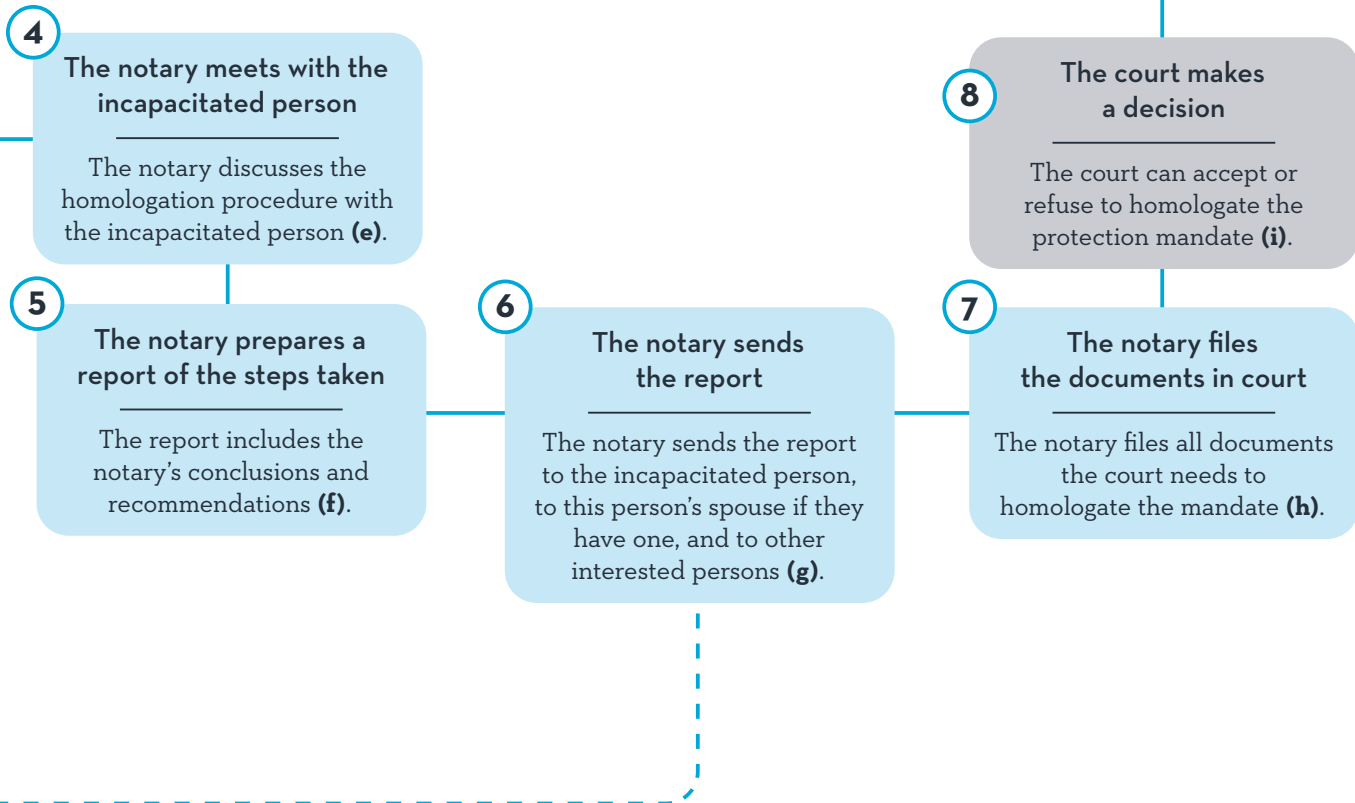 4
The notary meets with the
incapacitated person
The notary discusses the
homologation procedure with
the incapacitated person (e).
5
The notary prepares a
report of the steps taken
The report includes the
notary's conclusions and
recommendations (f).
6
The notary sends
the report
The notary sends the report
to the incapacitated person,
to this person's spouse if they
have one, and to other
interested persons (g).
7
The notary files
the documents in court
The notary files all documents
the court needs to
homologate the mandate (h).
8
The court makes
a decision
The court can accept or
refuse to homologate the
protection mandate (i).